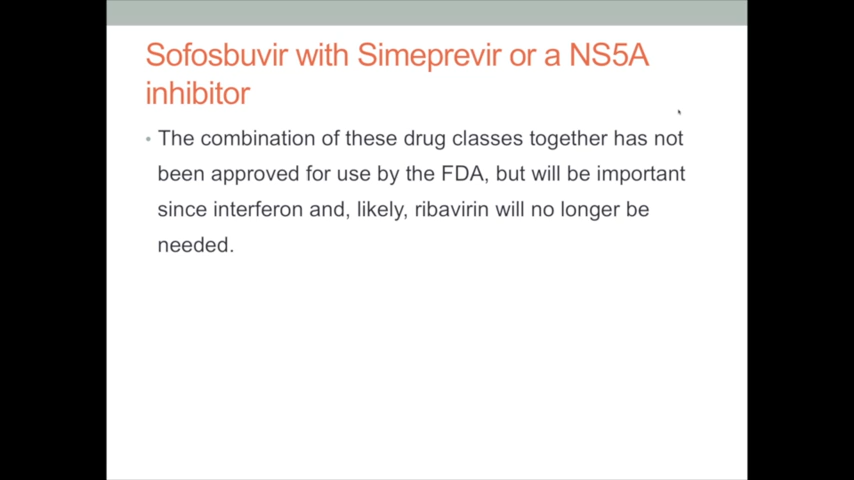 Sofosbuvir with Simeprevir or a NS5A
inhibitor
• The combination of these drug classes together has not
been approved for use by the FDA, but will be important
since interferon and, likely, ribavirin will no longer be
needed.